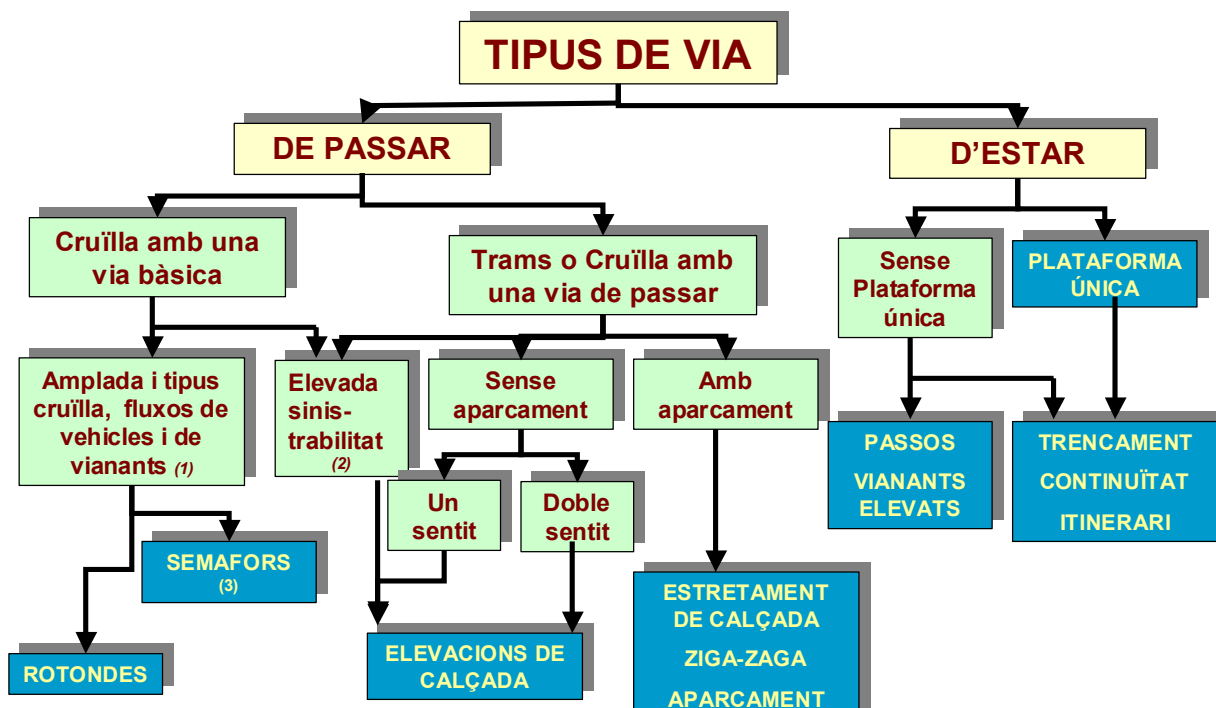 TIPUS DE VIA
DE PASSAR
D’ESTAR
Cruïlla amb una
via bàsica
Trams o Cruïlla amb
una via de passar
Sense
Plataforma
única
PLATAFORMA
ÚNICA
Amplada i tipus
cruïlla, fluxos de
vehicles i de
vianants (1)
Elevada
sinis-
trabilitat
(2)
Sense
aparcament
Amb
aparcament
PASSOS
VIANANTS
ELEVATS
TRENCAMENT
CONTINUÏTAT
ITINERARI
Un
sentit
Doble
sentit
SEMAFORS
(3)
ROTONDES
ELEVACIONS DE
CALÇADA
ESTRETAMENT
DE CALÇADA
ZIGA-ZAGA
APARCAMENT